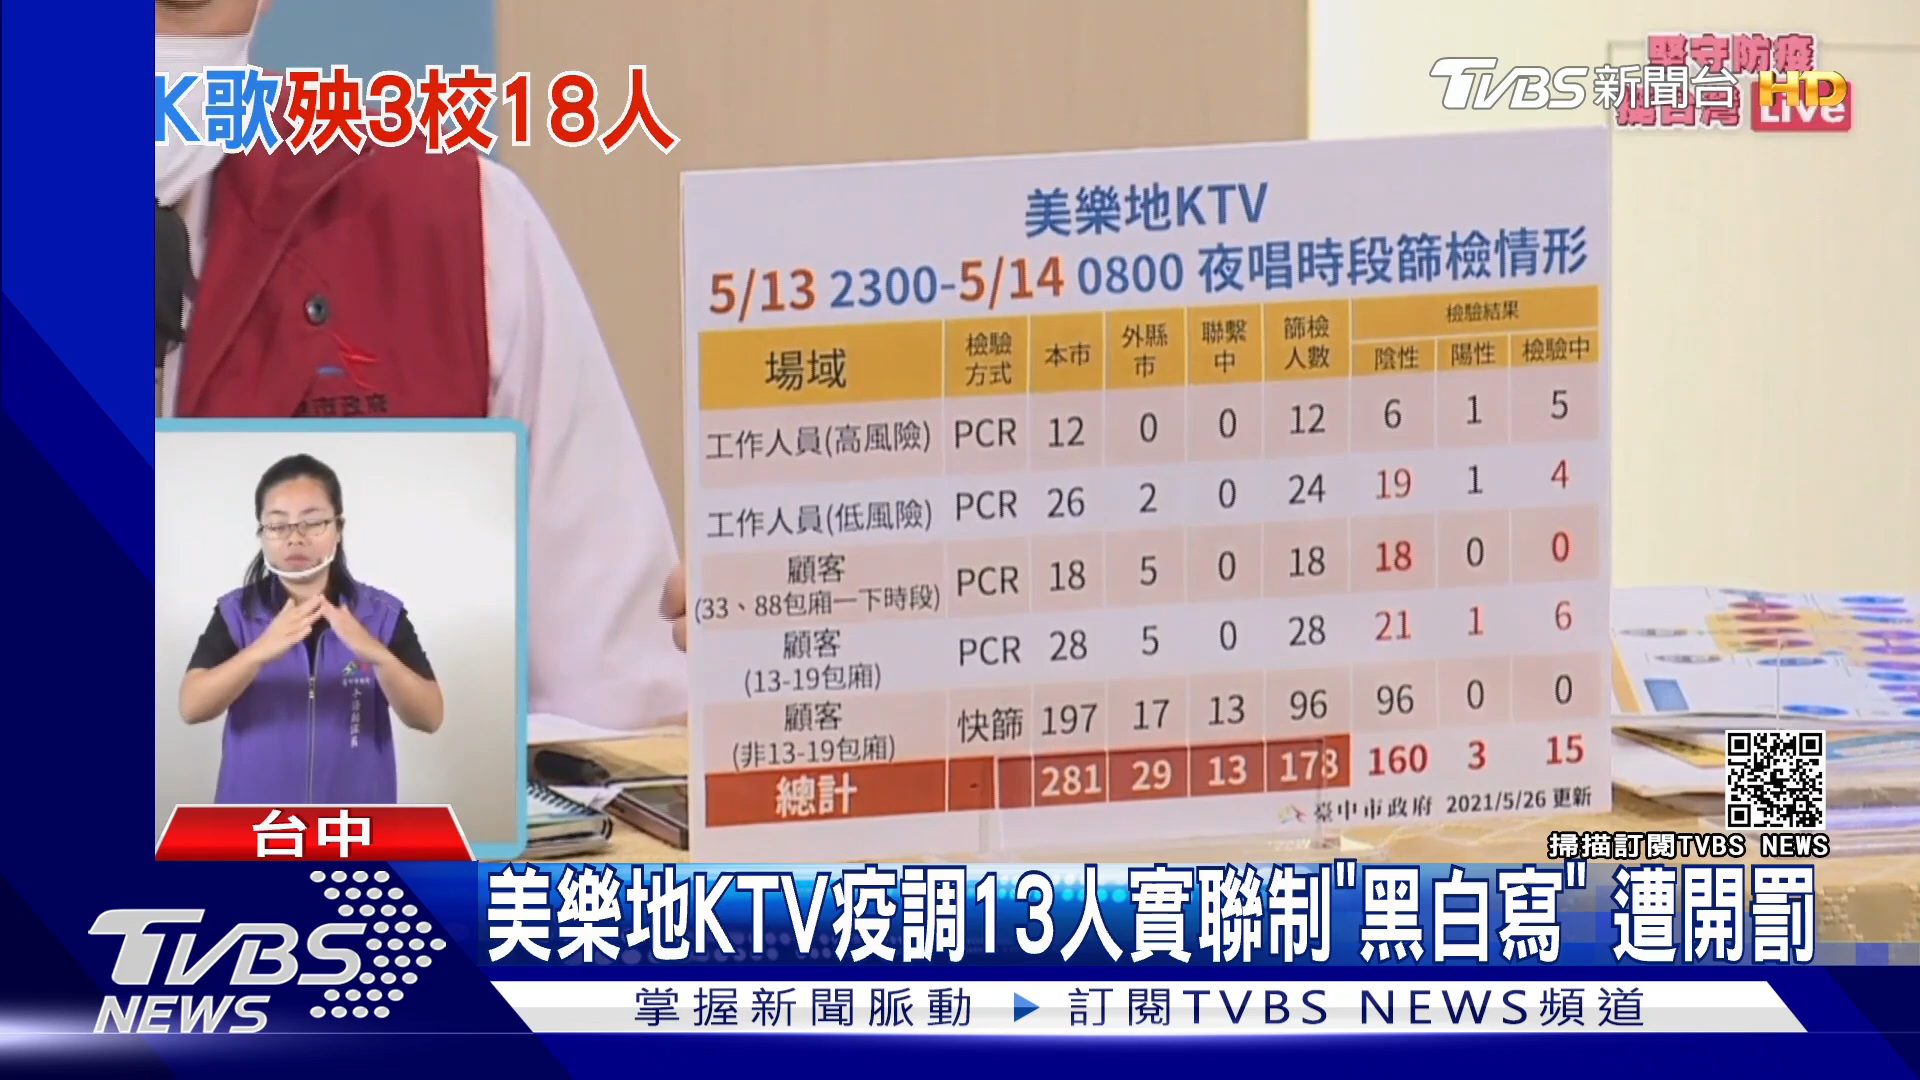 K歌殃3校18人
堅守防疫
TVBS新聞台 HD
Live
美樂地KTV
5/13 2300-5/14 0800 夜唱時段篩檢情形
場域 檢驗方式 本市 外縣市 聯繫中 篩檢人數 檢驗結果 陰性 陽性 檢驗中
工作人員(高風險) PCR 12 0 0 12 6 1 5
工作人員(低風險) PCR 26 2 0 24 19 1 4
顧客(33、88包廂一下時段) PCR 18 5 0 18 18 0 0
顧客(13-19包廂) PCR 28 5 0 28 21 1 6
顧客(非13-19包廂) 快篩 197 17 13 96 96 0 0
總計 - 281 29 13 178 160 3 15
臺中市政府 2021/5/26 更新
掃描訂閱TVBS NEWS
台中
美樂地KTV疫調13人實聯制"黑白寫" 遭開罰
TVBS NEWS
掌握新聞脈動 ▶ 訂閱TVBS NEWS頻道